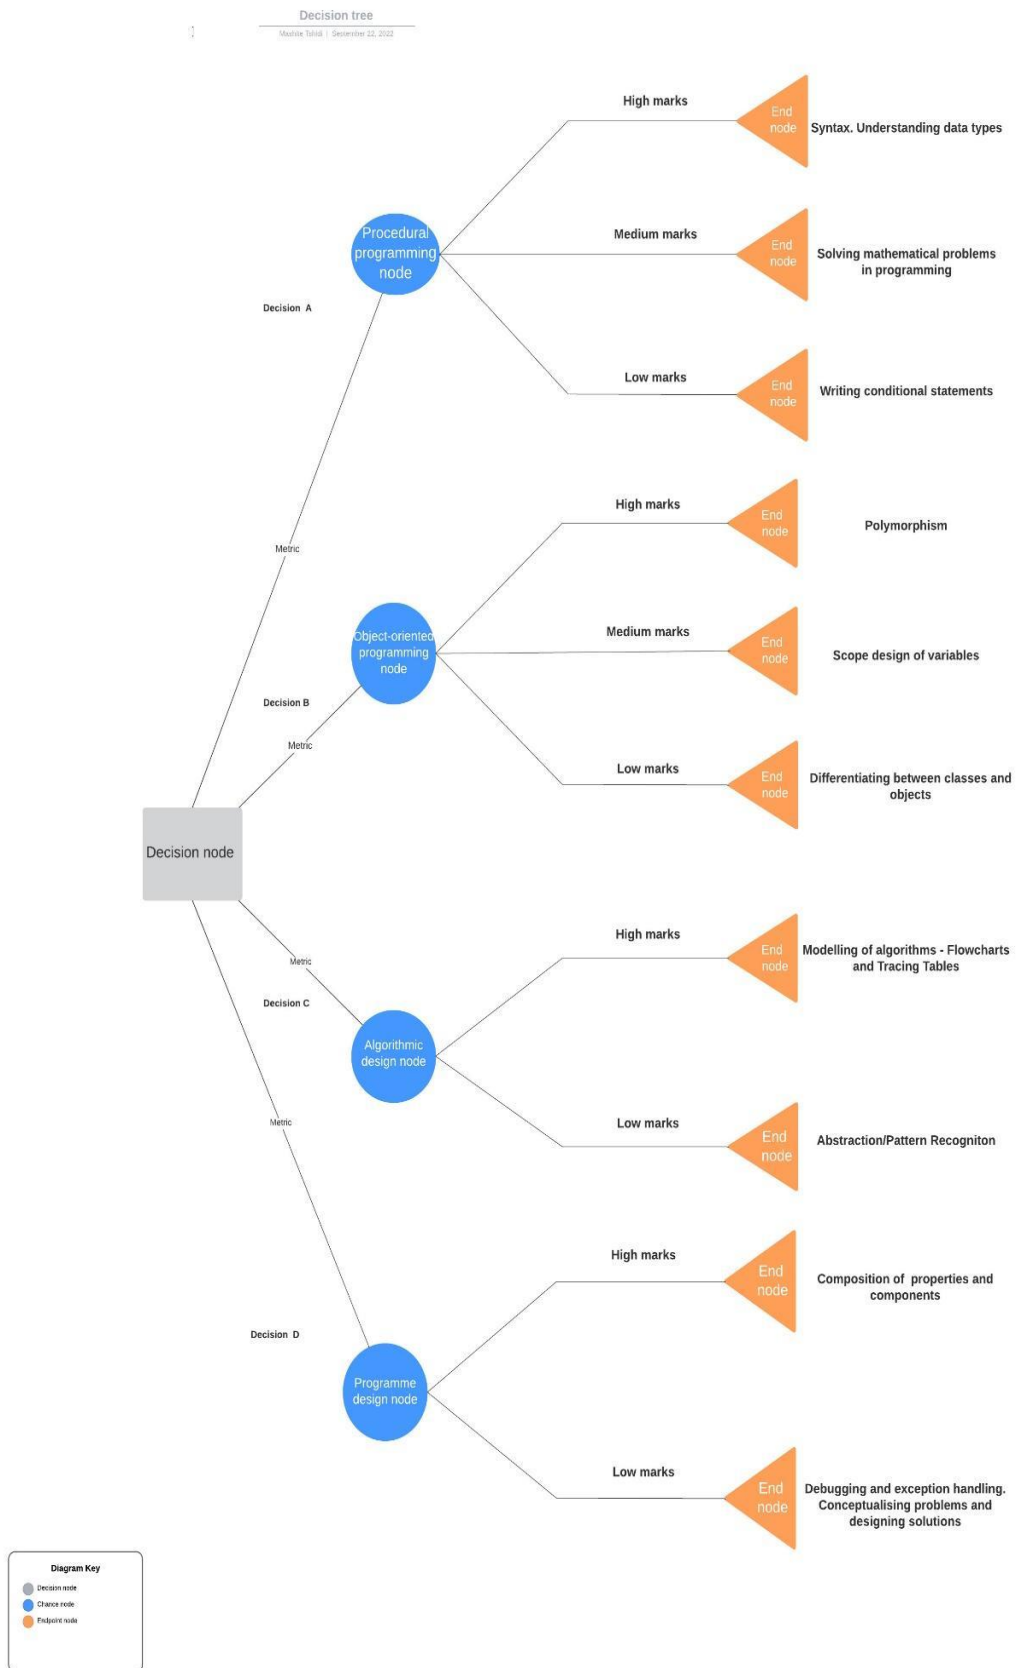 Decision tree
September 22, 2022
High marks
End
node
Syntax. Understanding data types
Procedural
programming
node
Medium marks
End
node
Solving mathematical problems
in programming
Decision A
Low marks
End
node
Writing conditional statements
High marks
End
node
Polymorphism
Metric
Object-oriented
programming
node
Medium marks
End
node
Scope design of variables
Decision B
Metric
Low marks
End
node
Differentiating between classes and
objects
Decision node
High marks
End
node
Modelling of algorithms - Flowcharts
and Tracing Tables
Metric
Decision C
Algorithmic
design node
Metric
Low marks
End
node
Abstraction/Pattern Recogniton
High marks
End
node
Composition of properties and
components
Decision D
Programme
design node
Low marks
End
node
Debugging and exception handling.
Conceptualising problems and
designing solutions
Diagram Key
Decision node
Chance node
Endpoint node